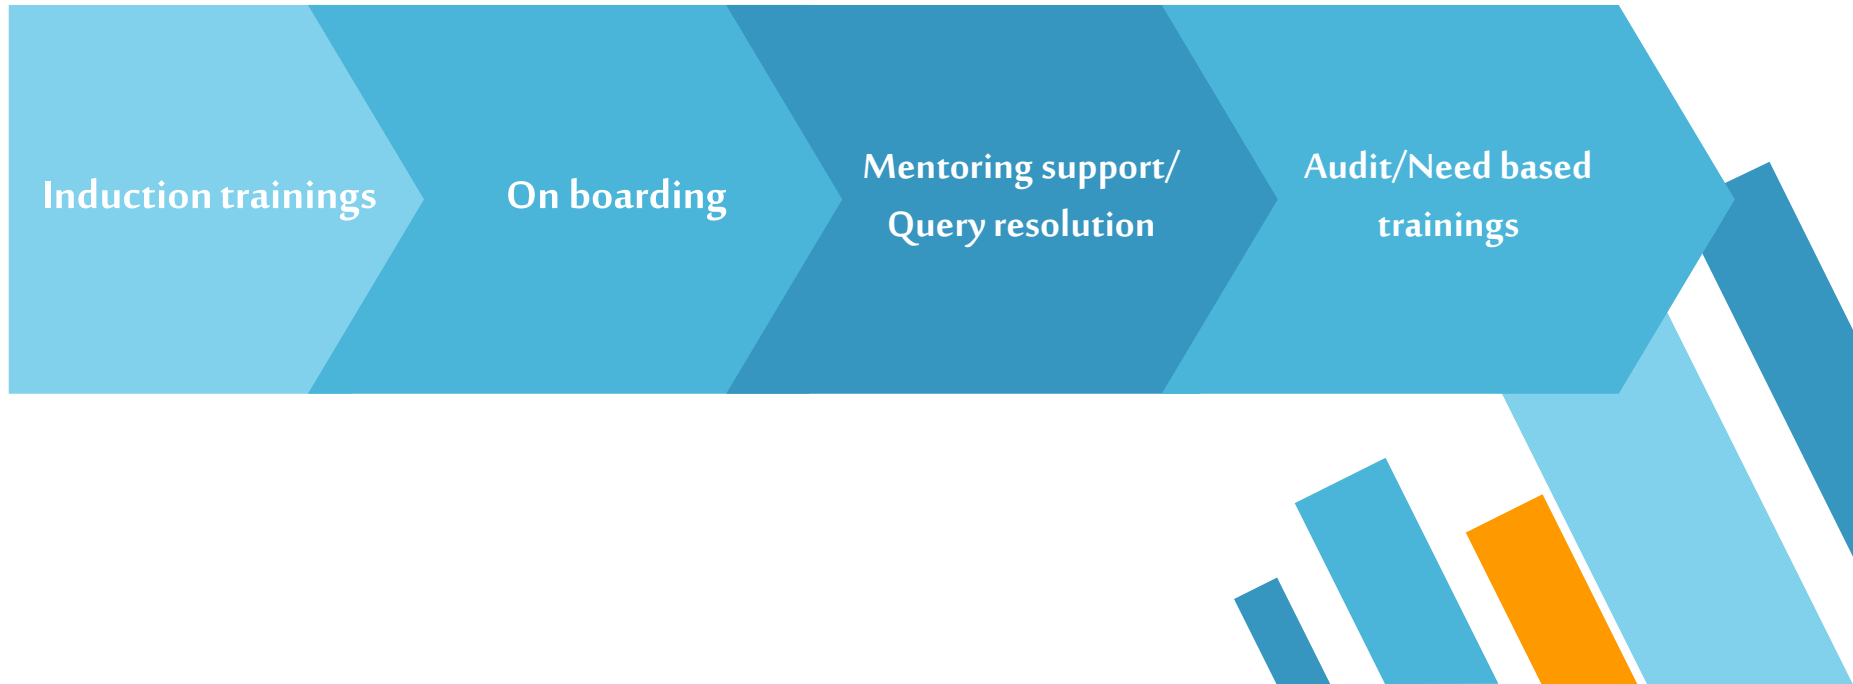 Induction trainings
On boarding
Mentoring support/
Query resolution
Audit/Need based
trainings